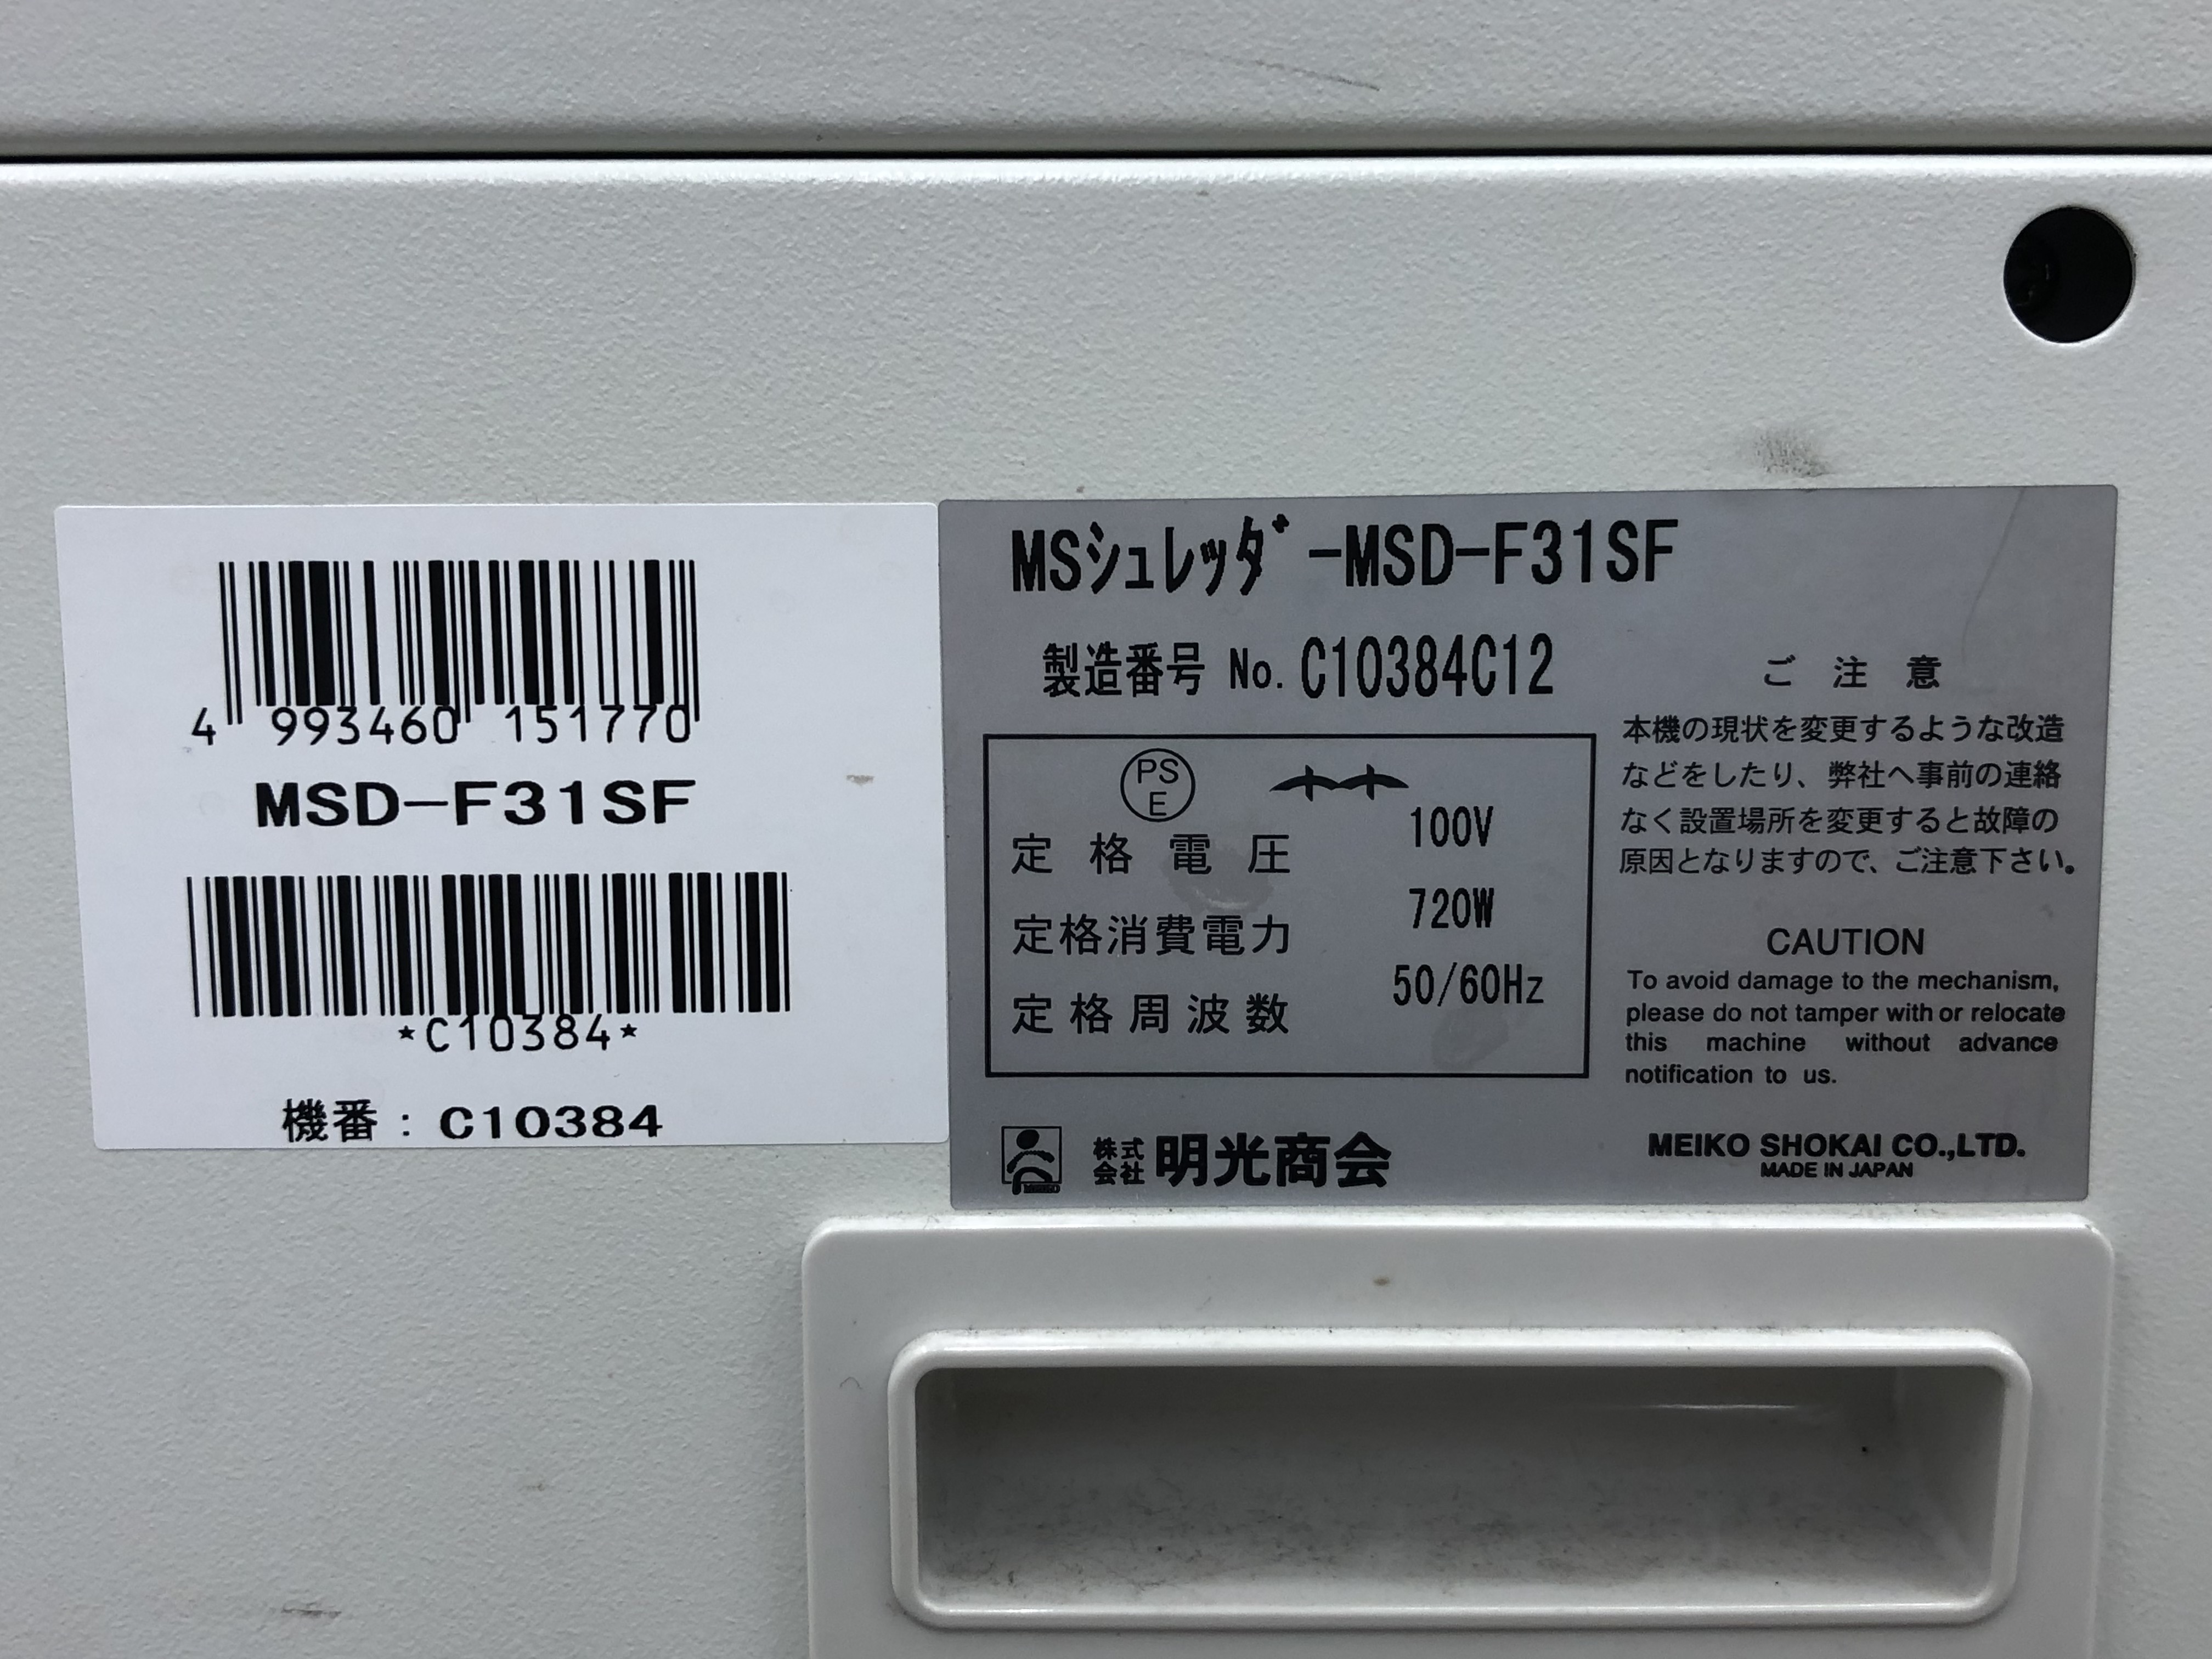 4 993460 151770
MSD-F31SF
*C10384*
機番：C10384
MSシュレッダ゛-MSD-F31SF
製造番号 No. C10384C12
PS
E
定格電圧 100V
定格消費電力 720W
定格周波数 50/60Hz
ご注意
本機の現状を変更するような改造
などをしたり、弊社へ事前の連絡
なく設置場所を変更すると故障の
原因となりますので、ご注意下さい。
CAUTION
To avoid damage to the mechanism,
please do not tamper with or relocate
this machine without advance
notification to us.
MEIKO
株式会社 明光商会
MEIKO SHOKAI CO.,LTD.
MADE IN JAPAN